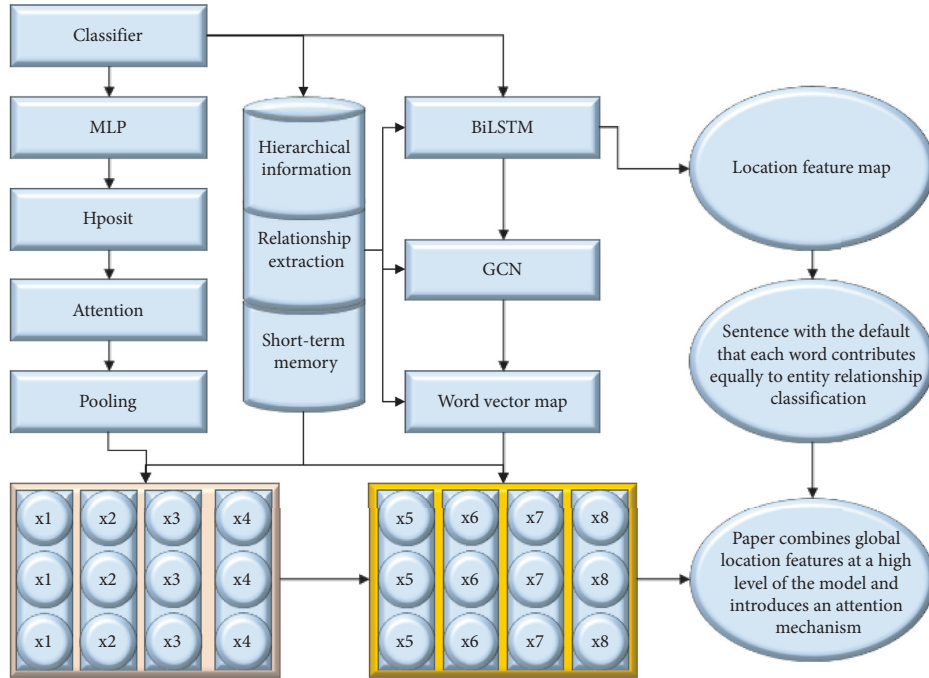 Classifier
MLP
Hposit
Attention
Pooling
Hierarchical
information
Relationship
extraction
Short-term
memory
BiLSTM
GCN
Word vector map
Location feature map
Sentence with the default
that each word contributes
equally to entity relationship
classification
Paper combines global
location features at a high
level of the model and
introduces an attention
mechanism
x1 x2 x3 x4
x1 x2 x3 x4
x1 x2 x3 x4
x5 x6 x7 x8
x5 x6 x7 x8
x5 x6 x7 x8